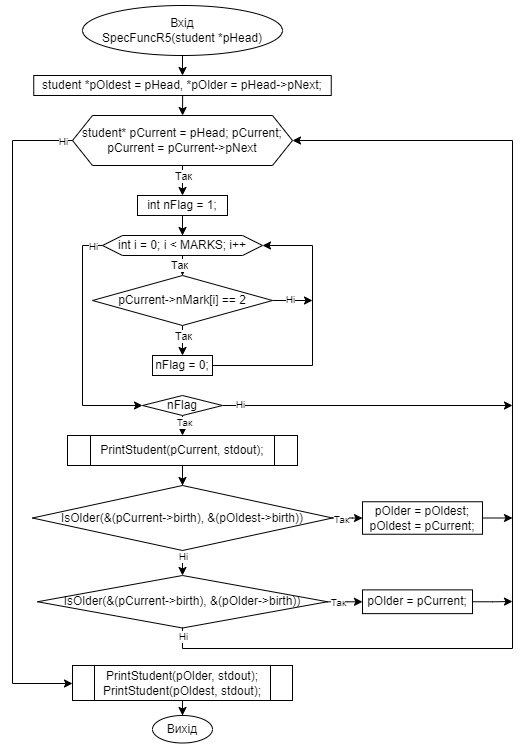 Вхід
SpecFuncR5(student *pHead)
student *pOldest = pHead, *pOlder = pHead->pNext;
student* pCurrent = pHead; pCurrent;
pCurrent = pCurrent->pNext
Ні
Так
int nFlag = 1;
int i = 0; i < MARKS; i++
Ні
Так
pCurrent->nMark[i] == 2
Ні
Так
nFlag = 0;
nFlag
Ні
Так
PrintStudent(pCurrent, stdout);
IsOlder(&(pCurrent->birth), &(pOldest->birth))
Так
pOlder = pOldest;
pOldest = pCurrent;
Ні
IsOlder(&(pCurrent->birth), &(pOlder->birth))
Так
pOlder = pCurrent;
Ні
PrintStudent(pOlder, stdout);
PrintStudent(pOldest, stdout);
Вихід